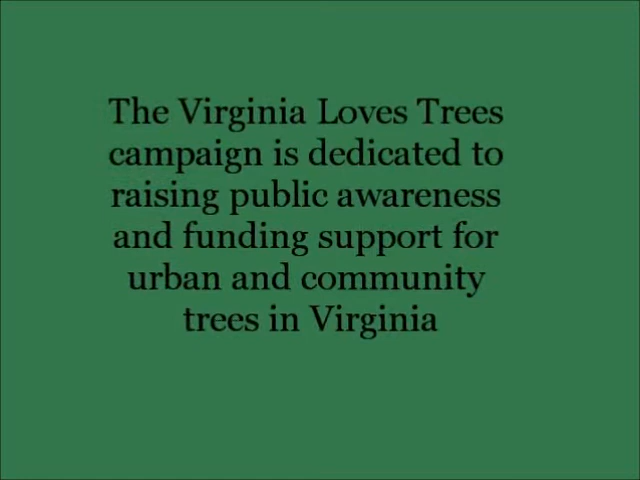 The Virginia Loves Trees
campaign is dedicated to
raising public awareness
and funding support for
urban and community
trees in Virginia